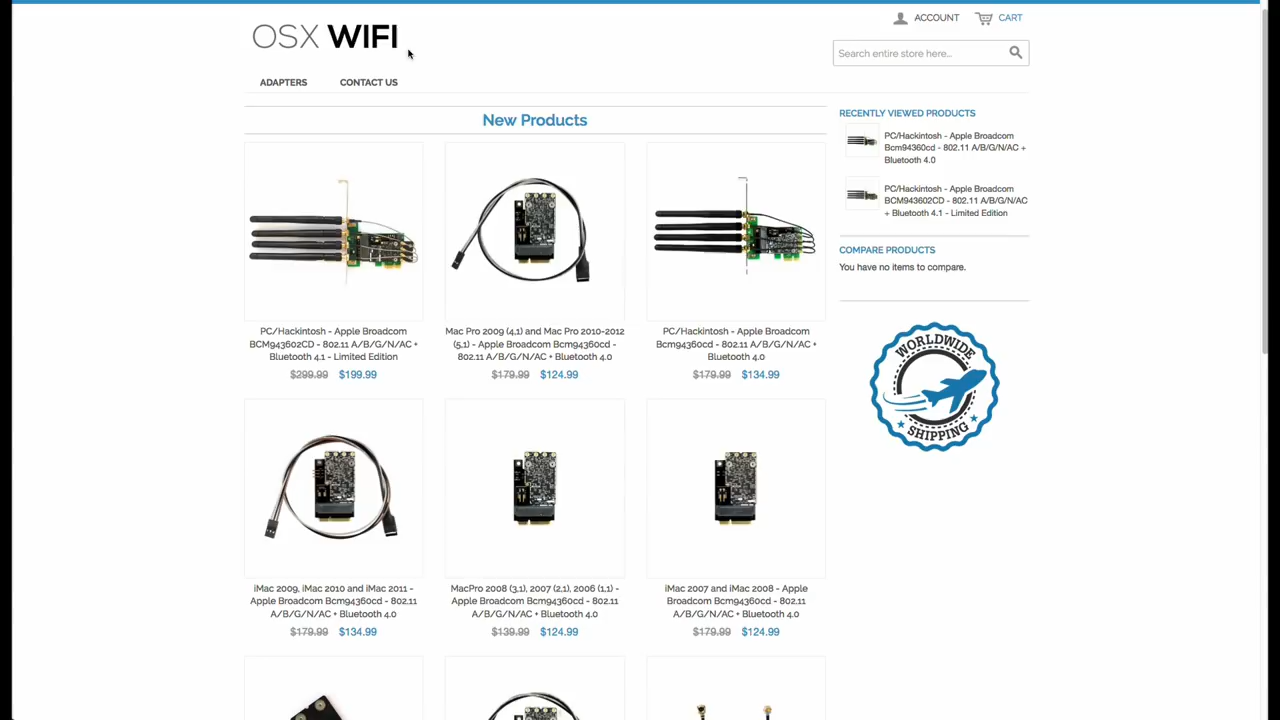 OSX WIFI
ACCOUNT
CART
Search entire store here...
ADAPTERS
CONTACT US
New Products
PC/Hackintosh - Apple Broadcom
BCM943602CD - 802.11 A/B/G/N/AC +
Bluetooth 4.1 - Limited Edition
$299.99 $199.99
Mac Pro 2009 (4,1) and Mac Pro 2010-2012
(5,1) - Apple Broadcom Bcm94360cd -
802.11 A/B/G/N/AC + Bluetooth 4.0
$179.99 $124.99
PC/Hackintosh - Apple Broadcom
Bcm94360cd - 802.11 A/B/G/N/AC +
Bluetooth 4.0
$179.99 $134.99
iMac 2009, iMac 2010 and iMac 2011 -
Apple Broadcom Bcm94360cd - 802.11
A/B/G/N/AC + Bluetooth 4.0
$179.99 $134.99
MacPro 2008 (3,1), 2007 (2,1), 2006 (1,1) -
Apple Broadcom Bcm94360cd - 802.11
A/B/G/N/AC + Bluetooth 4.0
$139.99 $124.99
iMac 2007 and iMac 2008 - Apple
Broadcom Bcm94360cd - 802.11
A/B/G/N/AC + Bluetooth 4.0
$179.99 $124.99
RECENTLY VIEWED PRODUCTS
PC/Hackintosh - Apple Broadcom
Bcm94360cd - 802.11 A/B/G/N/AC +
Bluetooth 4.0
PC/Hackintosh - Apple Broadcom
BCM943602CD - 802.11 A/B/G/N/AC
+ Bluetooth 4.1 - Limited Edition
COMPARE PRODUCTS
You have no items to compare.
WORLDWIDE
SHIPPING